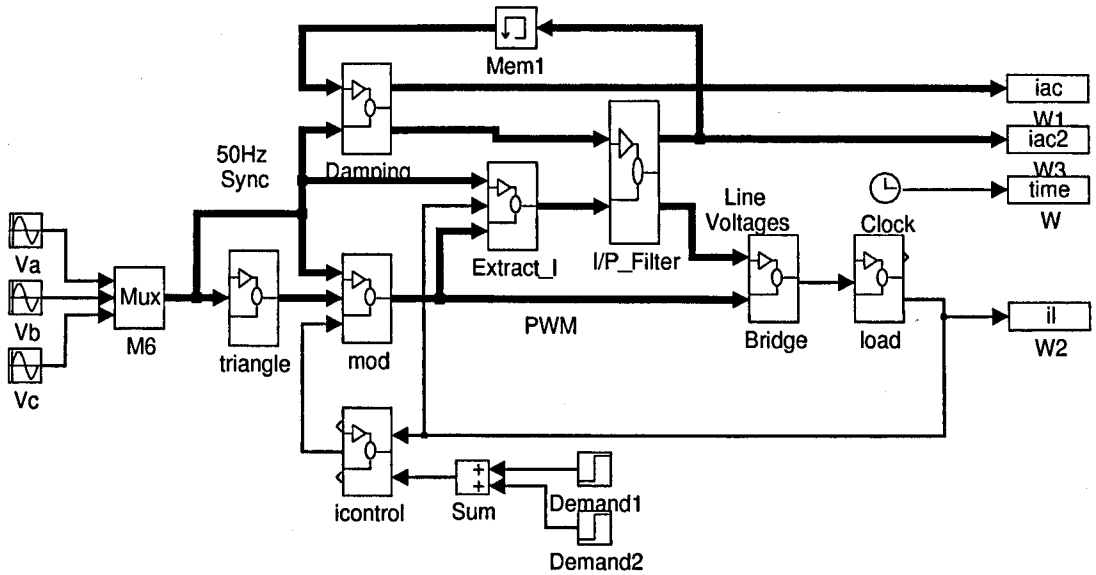 Mem1
iac
W1
iac2
W3
time
W
50Hz
Sync
Damping
Line
Voltages
Clock
Va
Vb
Vc
Mux
M6
triangle
mod
Extract_I
I/P_Filter
PWM
Bridge
load
il
W2
icontrol
+
+
Sum
Demand1
Demand2